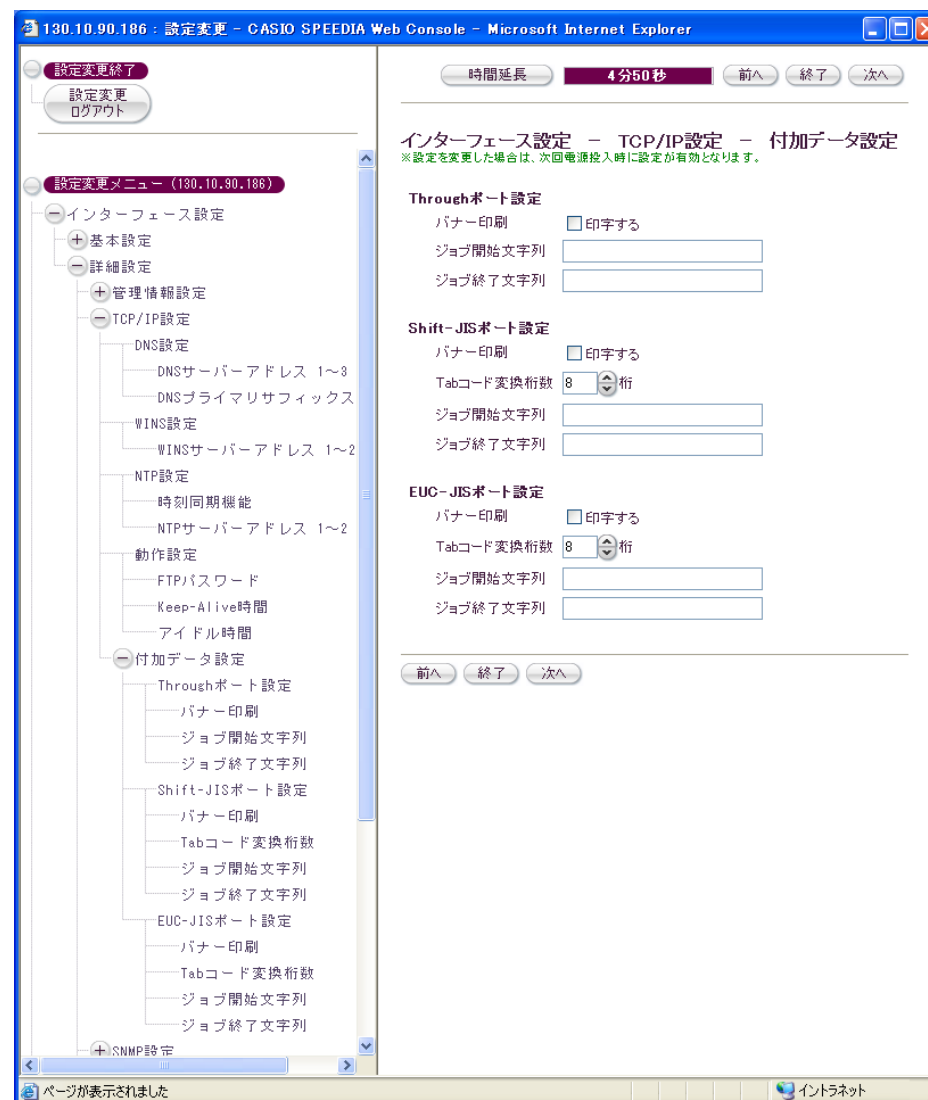 130.10.90.186 : 設定変更 - CASIO SPEEDIA Web Console - Microsoft Internet Explorer
設定変更終了
設定変更
ログアウト
設定変更メニュー (130.10.90.186)
インターフェース設定
基本設定
詳細設定
管理情報設定
TCP/IP設定
DNS設定
DNSサーバーアドレス 1～3
DNSプライマリサフィックス
WINS設定
WINSサーバーアドレス 1～2
NTP設定
時刻同期機能
NTPサーバーアドレス 1～2
動作設定
FTPパスワード
Keep-Alive時間
アイドル時間
付加データ設定
Throughポート設定
バナー印刷
ジョブ開始文字列
ジョブ終了文字列
Shift-JISポート設定
バナー印刷
Tabコード変換桁数
ジョブ開始文字列
ジョブ終了文字列
EUC-JISポート設定
バナー印刷
Tabコード変換桁数
ジョブ開始文字列
ジョブ終了文字列
SNMP設定
時間延長 4分50秒 前へ 終了 次へ
インターフェース設定 － TCP/IP設定 － 付加データ設定
※設定を変更した場合は、次回電源投入時に設定が有効となります。
Throughポート設定
バナー印刷 印字する
ジョブ開始文字列
ジョブ終了文字列
Shift-JISポート設定
バナー印刷 印字する
Tabコード変換桁数 8 桁
ジョブ開始文字列
ジョブ終了文字列
EUC-JISポート設定
バナー印刷 印字する
Tabコード変換桁数 8 桁
ジョブ開始文字列
ジョブ終了文字列
前へ 終了 次へ
ページが表示されました イントラネット